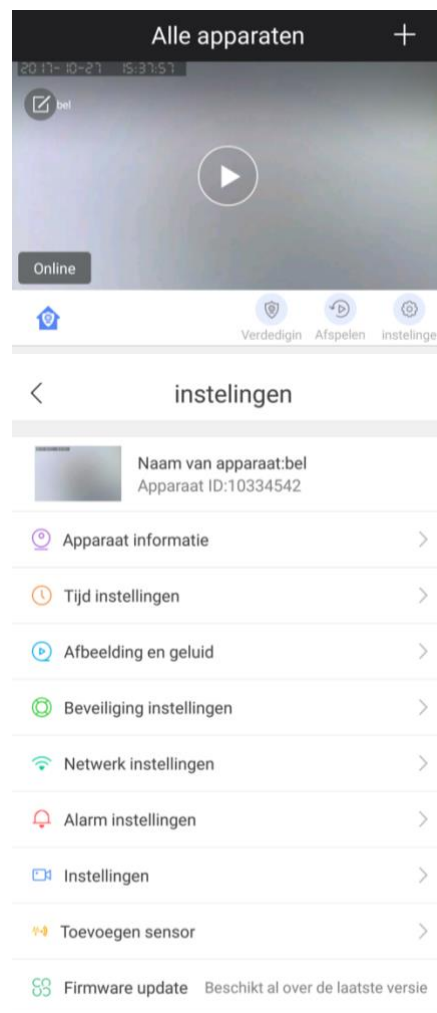 Alle apparaten
2017-10-27 15:37:57
bel
Online
Verdedigin Afspelen instelinge
instelingen
Naam van apparaat:bel
Apparaat ID:10334542
Apparaat informatie
Tijd instellingen
Afbeelding en geluid
Beveiliging instellingen
Netwerk instellingen
Alarm instellingen
Instellingen
Toevoegen sensor
Firmware update Beschikt al over de laatste versie